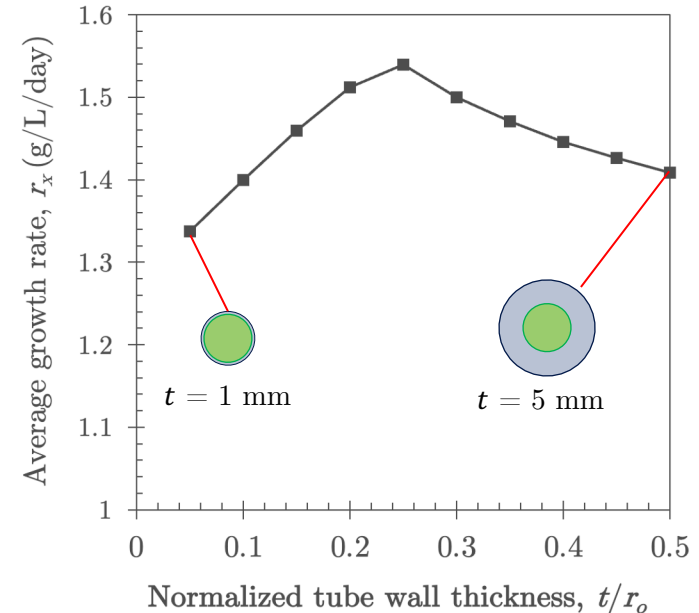 Average growth rate, rₓ (g/L/day)
1.6
1.5
1.4
1.3
1.2
1.1
1
t = 1 mm
t = 5 mm
0 0.1 0.2 0.3 0.4 0.5
Normalized tube wall thickness, t/rₒ